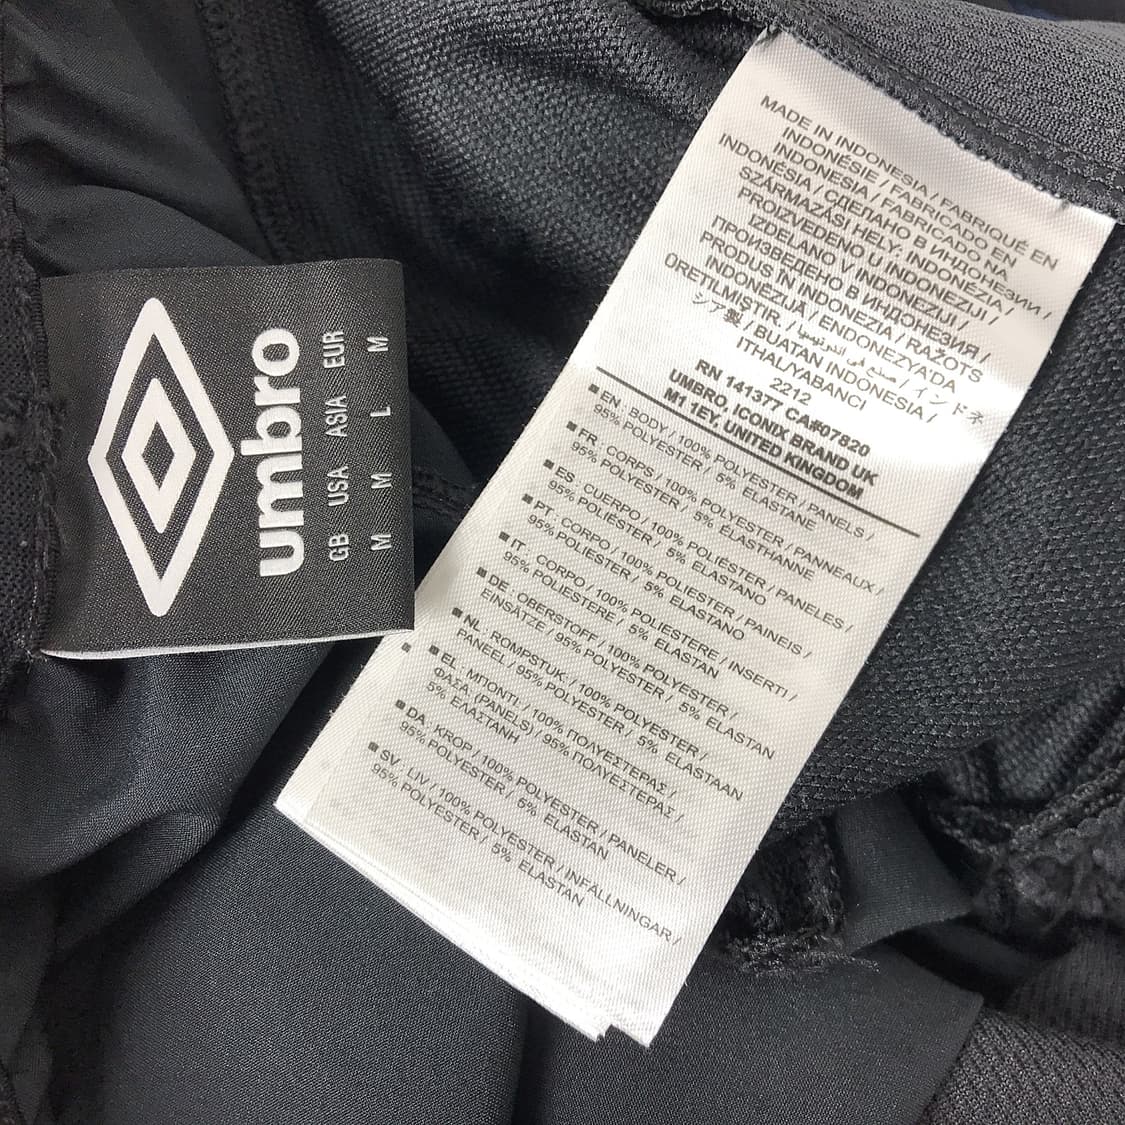 umbro
GB USA ASIA EUR
M M L M
MADE IN INDONESIA / FABRIQUÉ EN
INDONÉSIE / FABRICADO EN
INDONESIA / FABRICADO EN
INDONÉSIA / СДЕЛАНО В ИНДОНЕЗИИ /
SZÁRMAZÁSI HELY: INDONÉZIA /
PROIZVEDENO U INDONEZIJI /
IZDELANO V INDONEZIJI /
ПРОИЗВЕДЕНО В ИНДОНЕЗИЯ /
PRODUS IN INDONEZIA / RAŽOTS
INDONĒZIJĀ / ENDONEZYA'DA
ÜRETILMIŞTIR. / インドネ
シア製 / BUATAN INDONESIA /
ITHAL/YABANCI
2212
RN 141377 CA#07820
UMBRO, ICONIX BRAND UK
M1 1EY, UNITED KINGDOM
■ EN : BODY / 100% POLYESTER / PANELS /
95% POLYESTER / 5% ELASTANE
■ FR : CORPS / 100% POLYESTER / PANNEAUX /
95% POLYESTER / 5% ÉLASTHANNE
■ ES : CUERPO / 100% POLIÉSTER / PANELES /
95% POLIÉSTER / 5% ELASTANO
■ PT : CORPO / 100% POLIÉSTER / PAINEIS /
95% POLIÉSTER / 5% ELASTANO
■ IT : CORPO / 100% POLIESTERE / INSERTI /
95% POLIESTERE / 5% ELASTAN
■ DE : OBERSTOFF / 100% POLYESTER /
EINSÄTZE / 95% POLYESTER / 5% ELASTAN
■ NL : ROMPSTUK / 100% POLYESTER /
PANEEL / 95% POLYESTER / 5% ELASTAAN
■ EL : ΜΠΟΝΤΙ / 100% ΠΟΛΥΕΣΤΕΡΑΣ /
ΦΑΣΑ: (PANELS) / 95% ΠΟΛΥΕΣΤΕΡΑΣ /
5% ΕΛΑΣΤΑΝΗ
■ DA : KROP / 100% POLYESTER / PANELER /
95% POLYESTER / 5% ELASTAN
■ SV : LIV / 100% POLYESTER / INFÄLLNINGAR /
95% POLYESTER / 5% ELASTAN